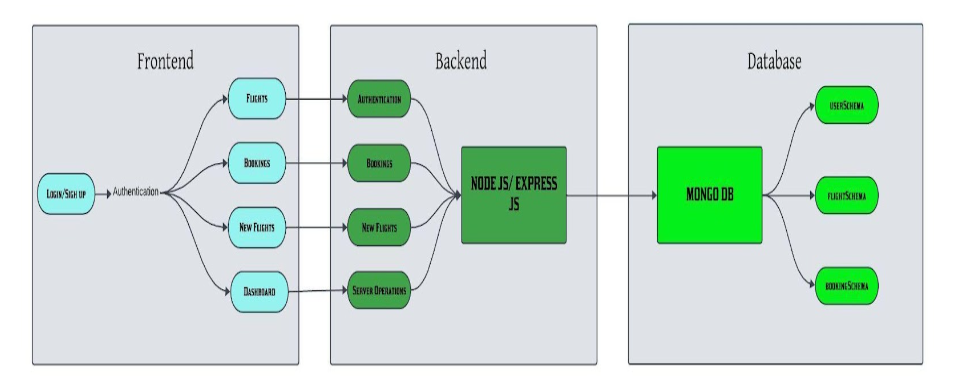 Frontend
LOGIN/SIGN UP
Authentication
FLIGHTS
BOOKINGS
NEW FLIGHTS
DASHBOARD
Backend
AUTHENTICATION
BOOKINGS
NEW FLIGHTS
SERVER OPERATIONS
NODE JS/ EXPRESS
JS
Database
MONGO DB
USERSCHEMA
FLIGHTSCHEMA
BOOKINGSCHEMA